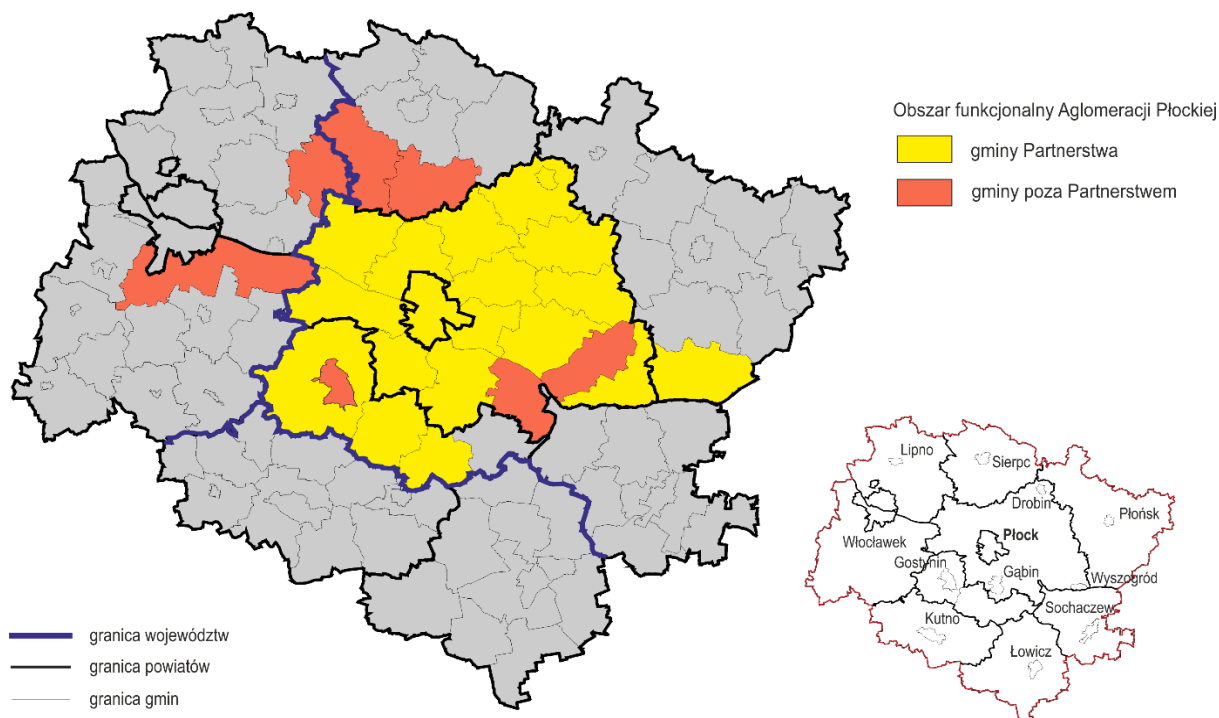 Obszar funkcjonalny Aglomeracji Płockiej
gminy Partnerstwa
gminy poza Partnerstwem
granica województw
granica powiatów
granica gmin
Lipno
Sierpc
Drobin
Płońsk
Płock
Włocławek
Gostynin
Gąbin
Wyszogród
Sochaczew
Kutno
Łowicz